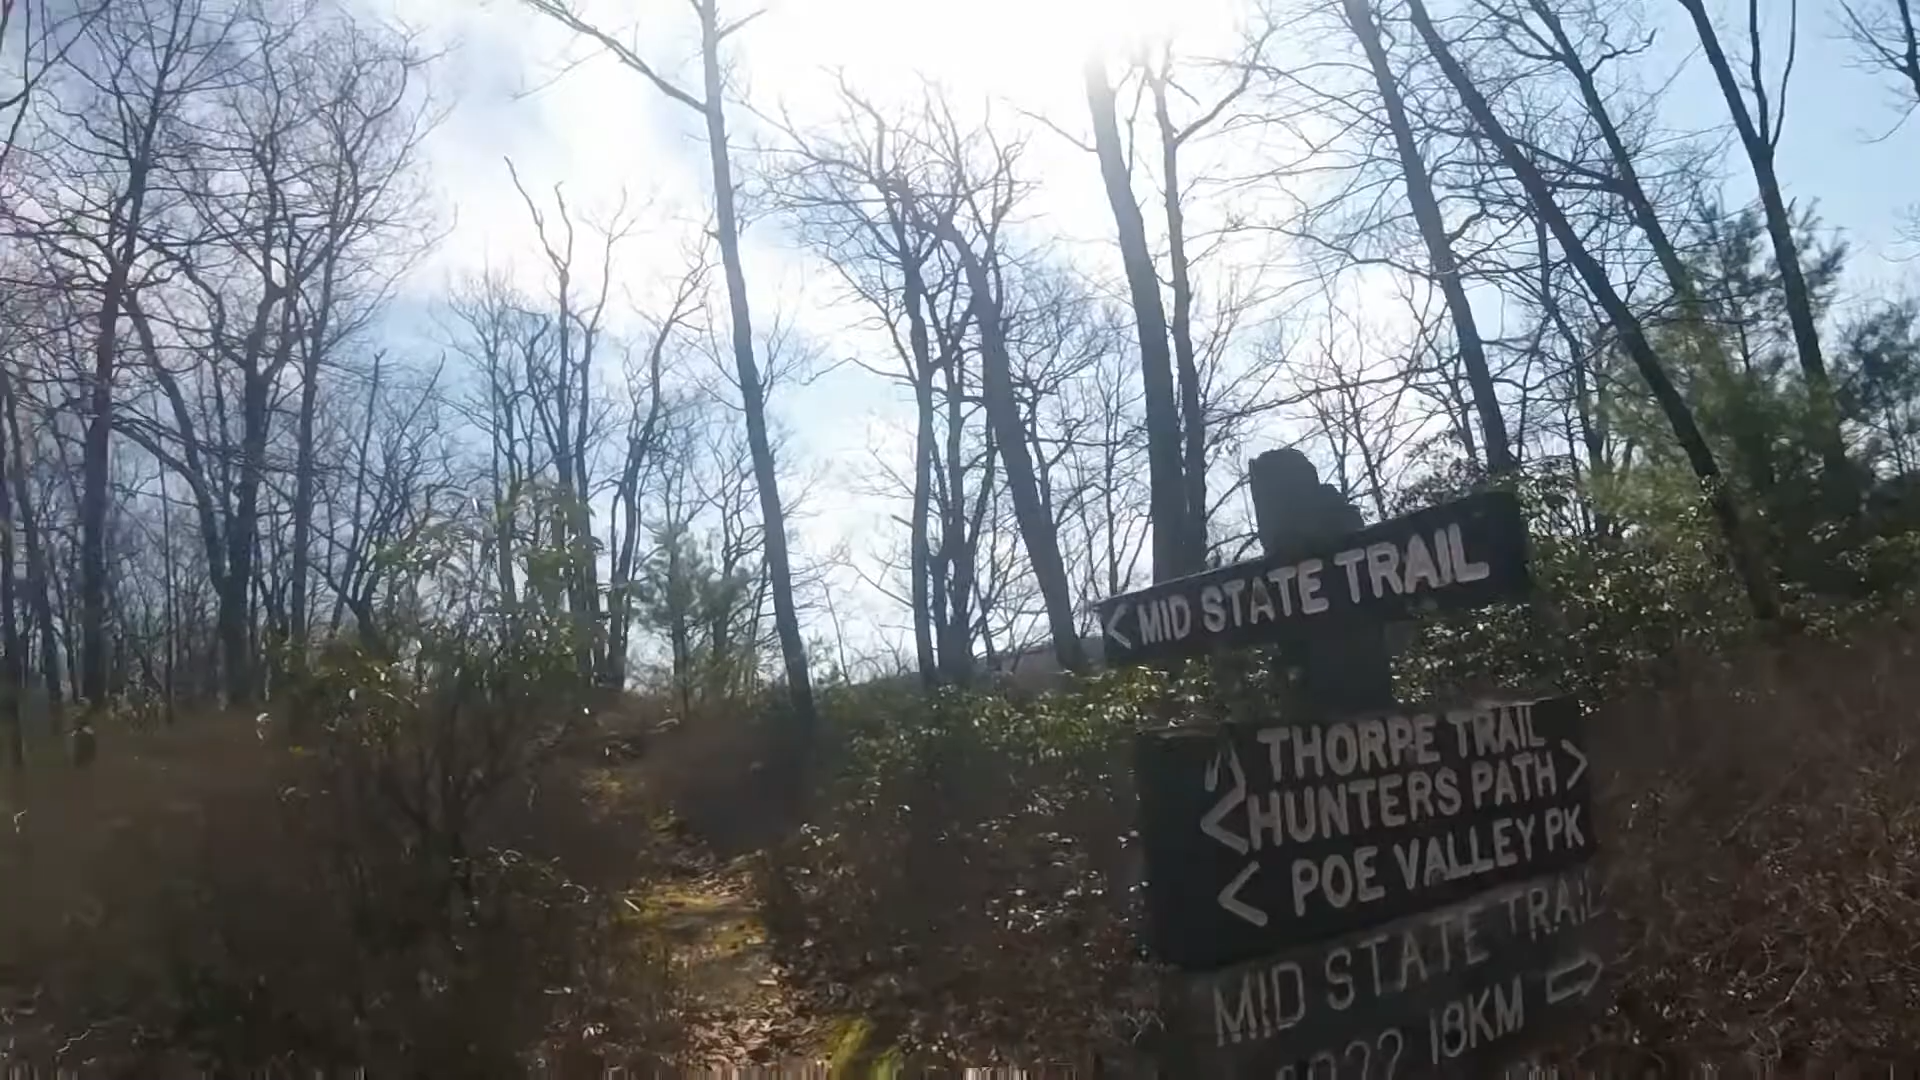 < MID STATE TRAIL
THORPE TRAIL
< HUNTERS PATH >
< POE VALLEY PK
MID STATE TRAIL
18KM